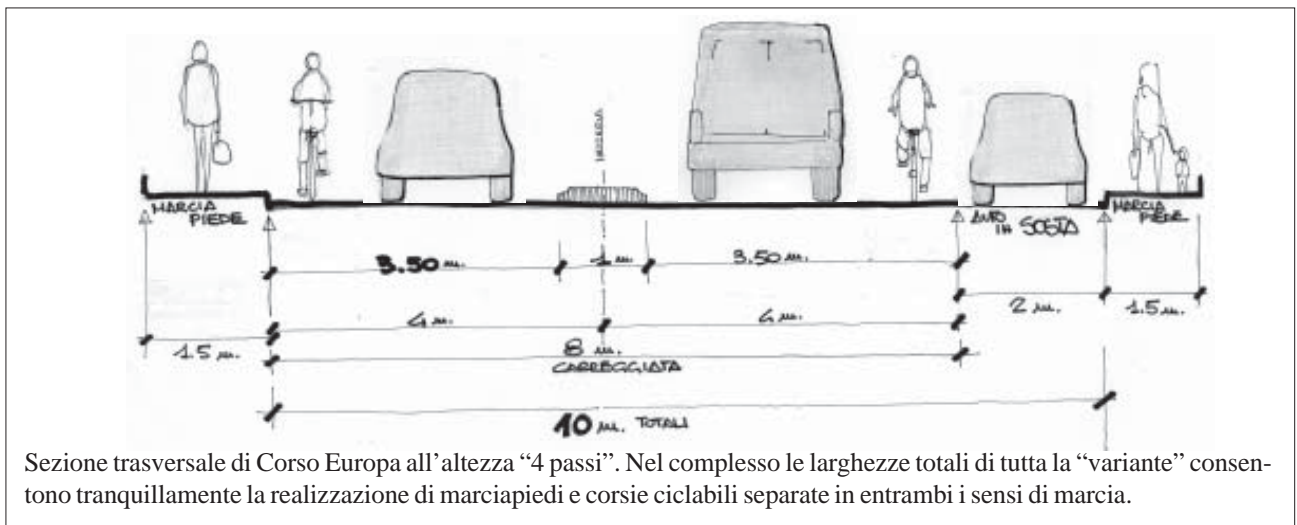 MEZZERIA
MARCIA PIEDE
AUTO IN SOSTA
MARCIA PIEDE
3.50 m.
1 m.
3.50 m.
2 m.
1.5 m.
4 m.
4 m.
1.5 m.
8 m.
CARREGGIATA
10 m. TOTALI
Sezione trasversale di Corso Europa all'altezza “4 passi”. Nel complesso le larghezze totali di tutta la “variante” consen-
tono tranquillamente la realizzazione di marciapiedi e corsie ciclabili separate in entrambi i sensi di marcia.